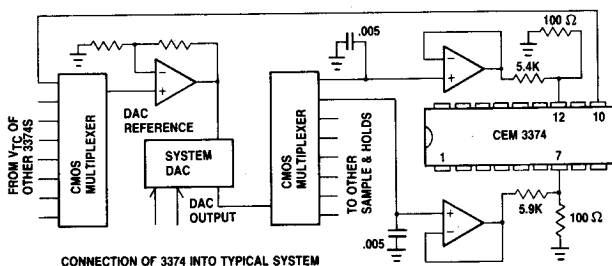 .005
100 Ω
5.4K
DAC
REFERENCE
FROM VTC OF
OTHER 3374S
CMOS
MULTIPLEXER
SYSTEM
DAC
DAC
OUTPUT
CMOS
MULTIPLEXER
TO OTHER
SAMPLE & HOLDS
12
10
CEM 3374
1
7
.005
5.9K
100 Ω
CONNECTION OF 3374 INTO TYPICAL SYSTEM